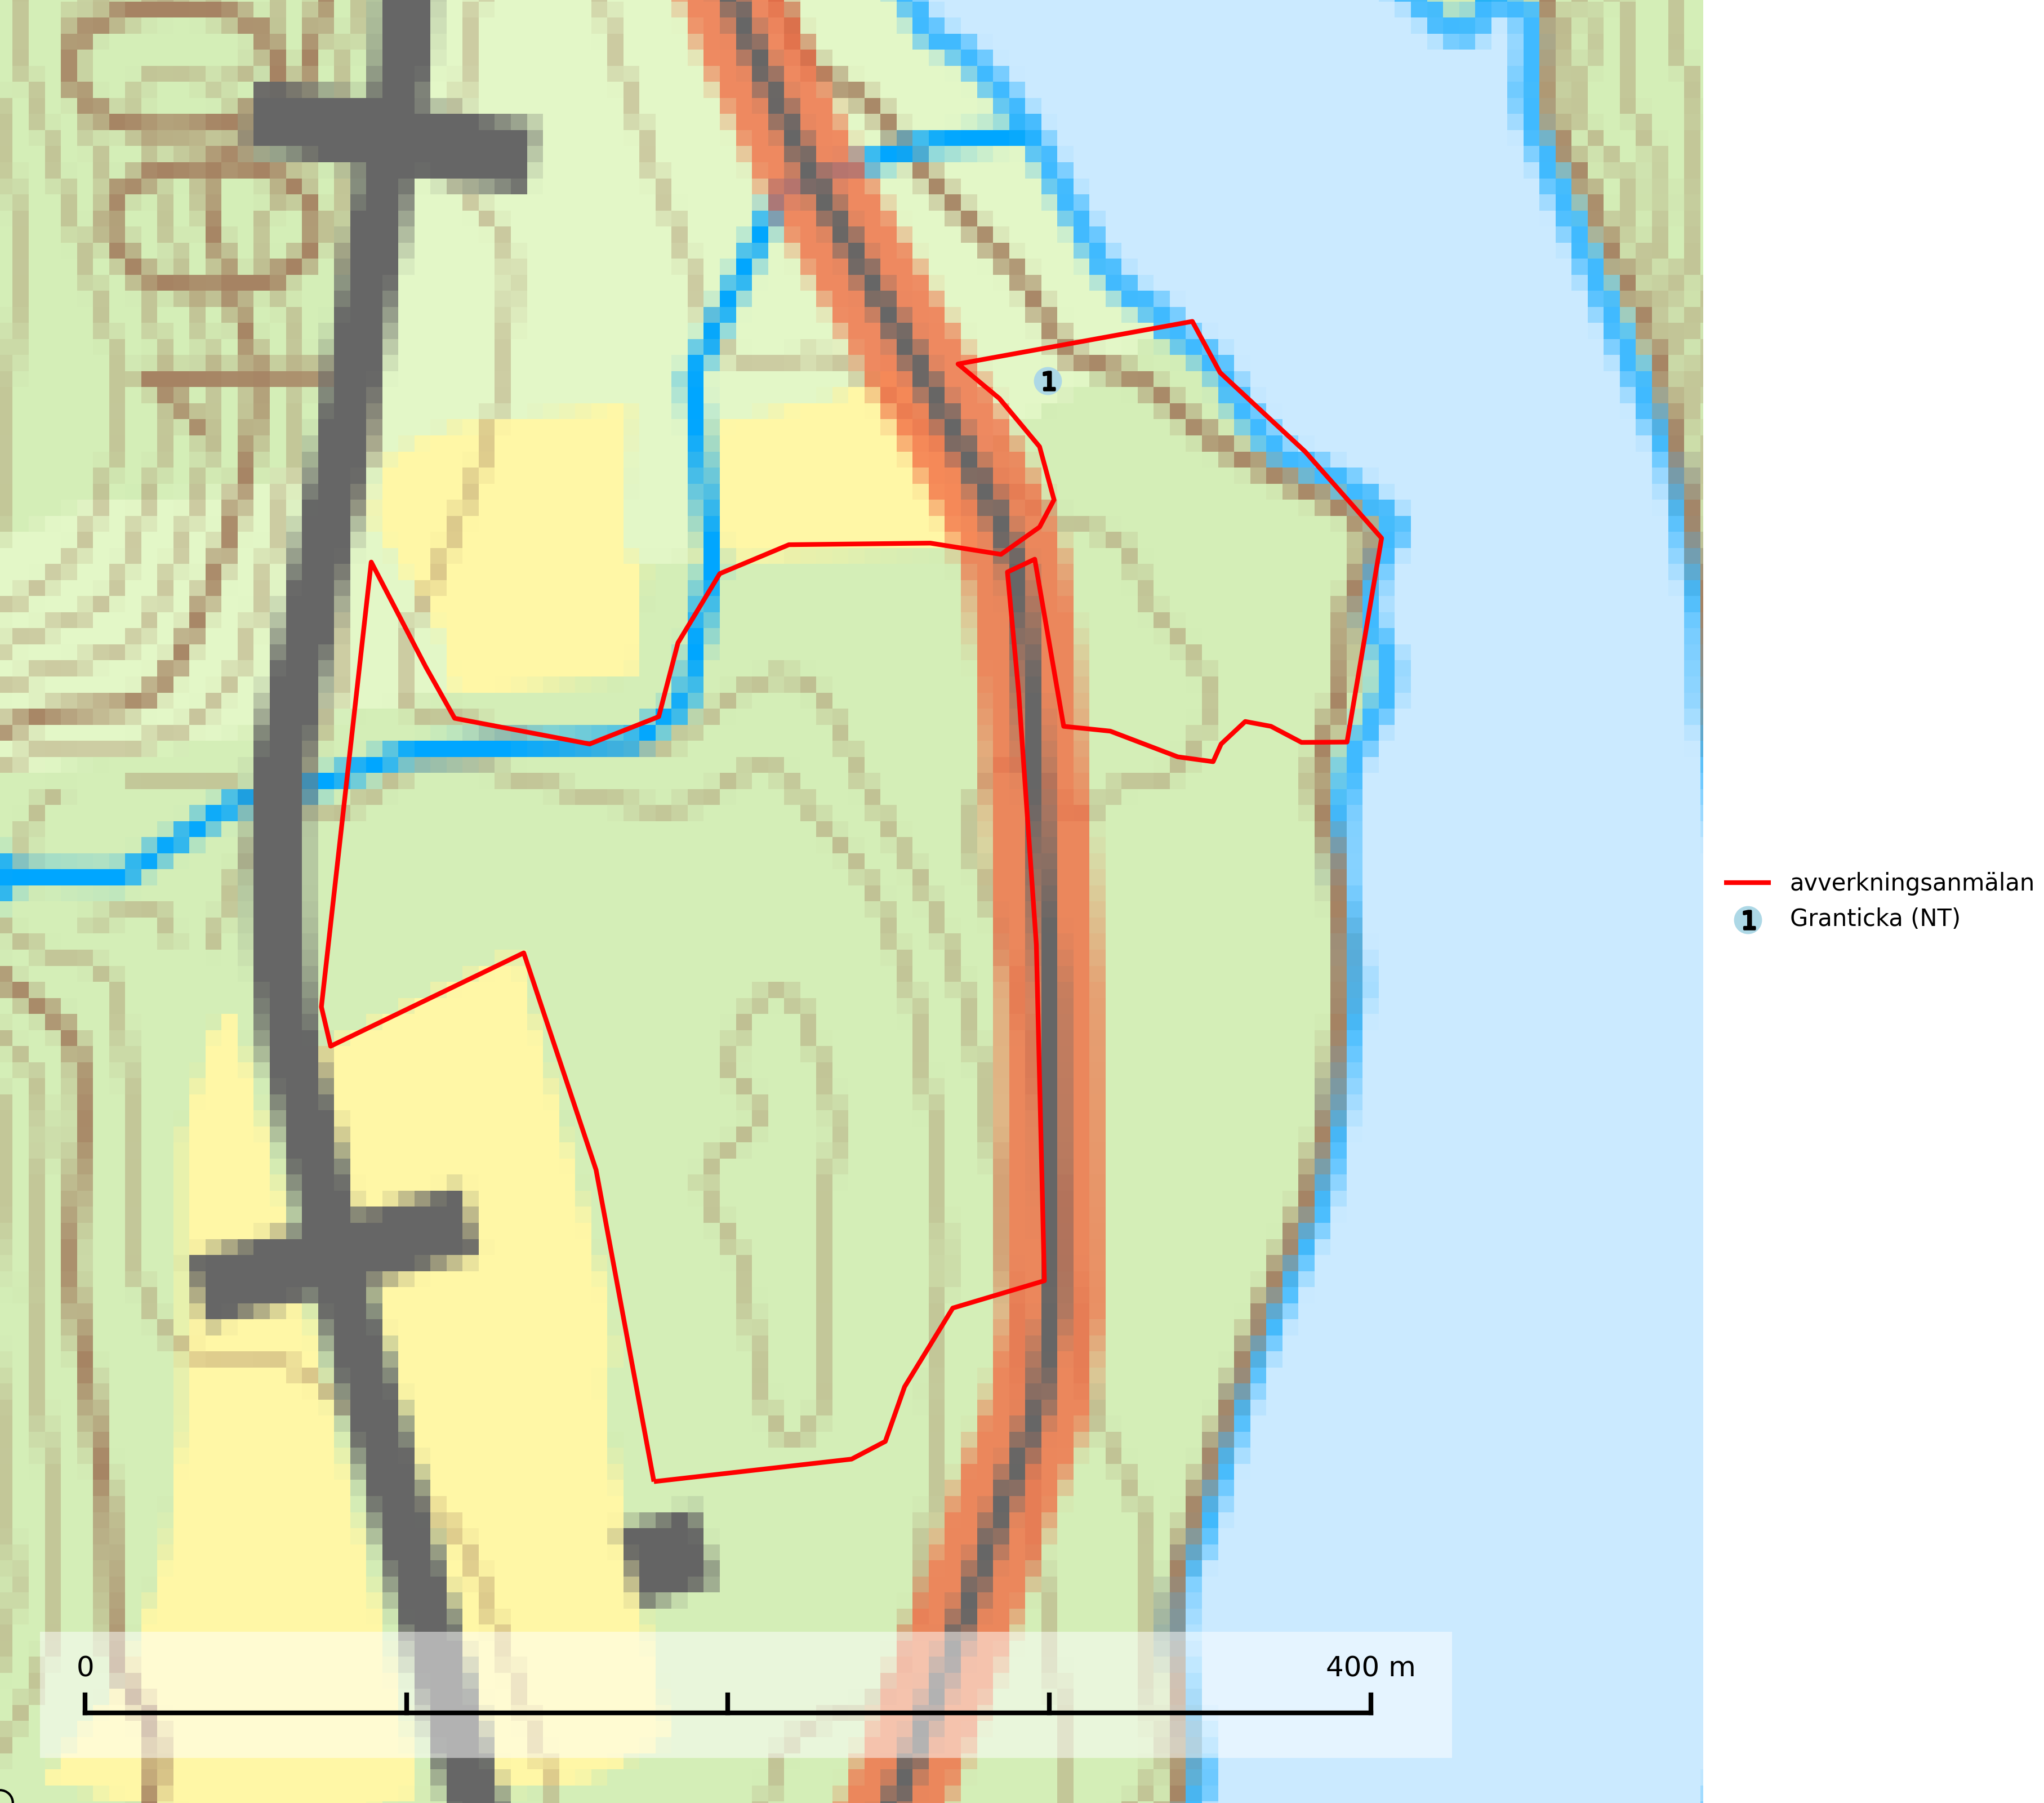 1
avverkningsanmälan
1 Granticka (NT)
0 400 m